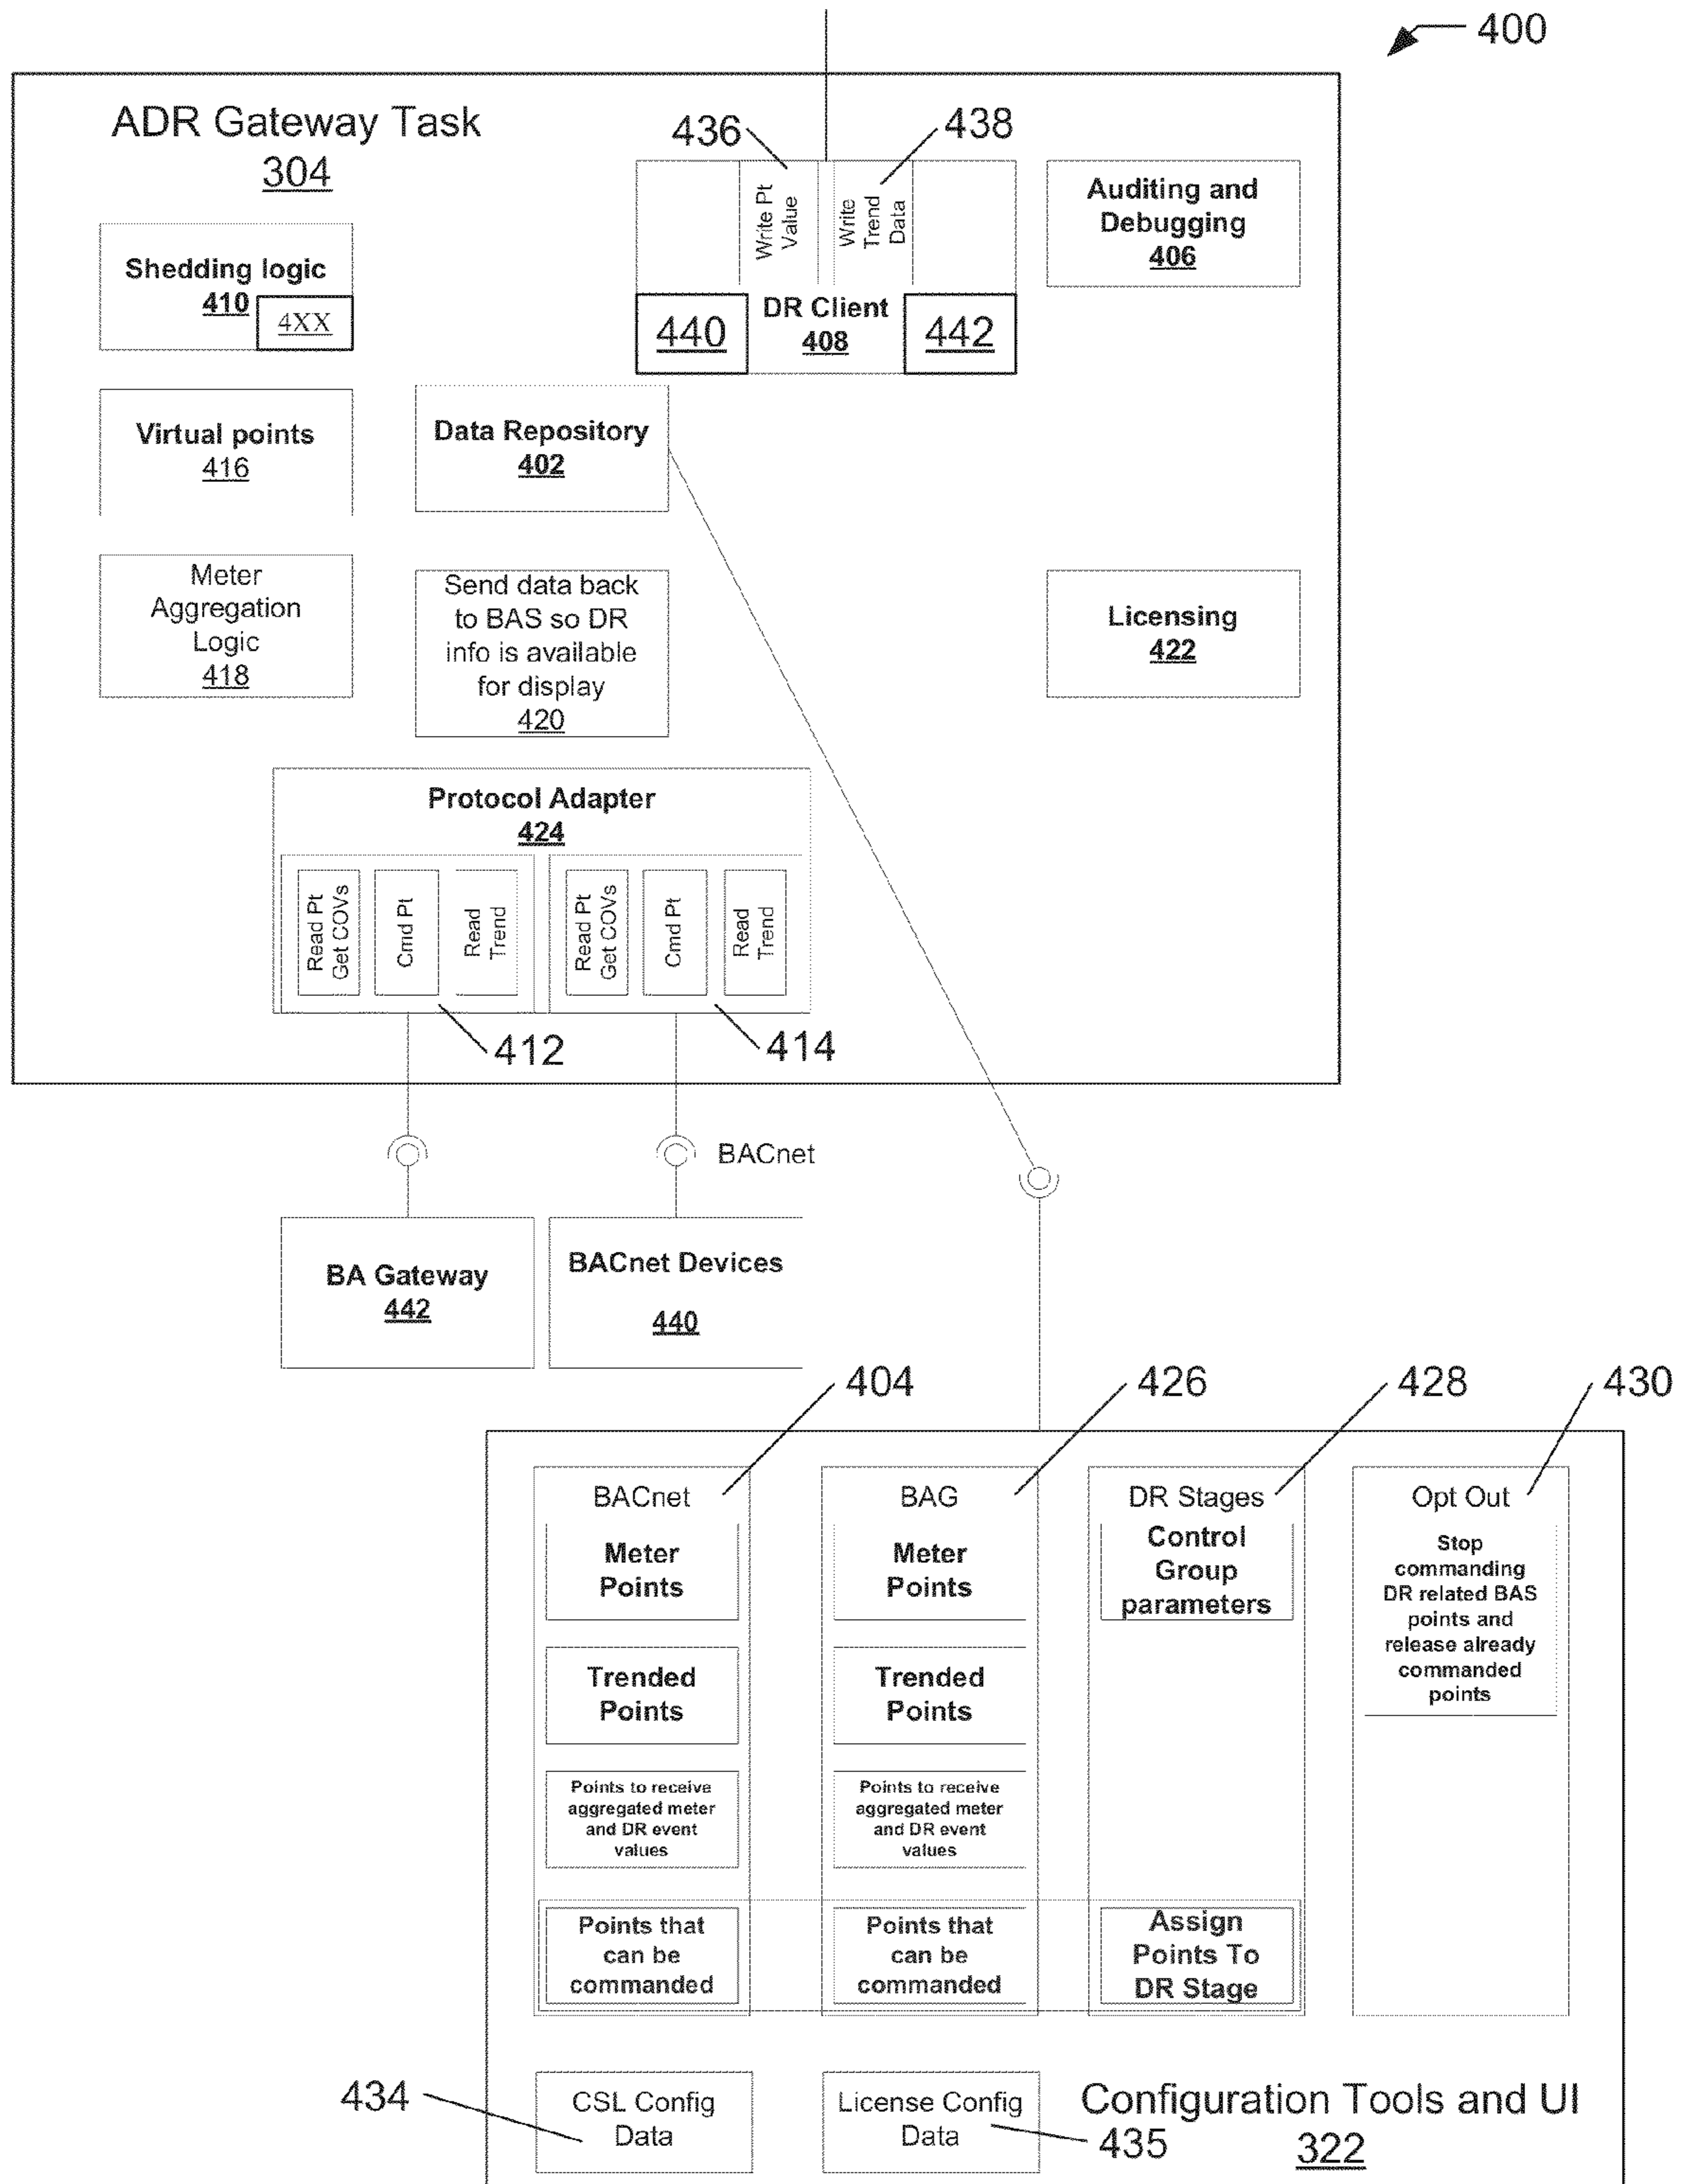 400
ADR Gateway Task
304
436
438
Write Pt
Value
Write
Trend
Data
DR Client
408
440
442
Auditing and
Debugging
406
Shedding logic
410
4XX
Virtual points
416
Data Repository
402
Meter
Aggregation
Logic
418
Send data back
to BAS so DR
info is available
for display
420
Licensing
422
Protocol Adapter
424
Read Pt
Get COVs
Cmd Pt
Read
Trend
Read Pt
Get COVs
Cmd Pt
Read
Trend
412
414
BACnet
BA Gateway
442
BACnet Devices
440
404
426
428
430
BACnet
Meter
Points
Trended
Points
Points to receive
aggregated meter
and DR event
values
Points that
can be
commanded
BAG
Meter
Points
Trended
Points
Points to receive
aggregated meter
and DR event
values
Points that
can be
commanded
DR Stages
Control
Group
parameters
Assign
Points To
DR Stage
Opt Out
Stop
commanding
DR related BAS
points and
release already
commanded
points
434
CSL Config
Data
License Config
Data
435
Configuration Tools and UI
322